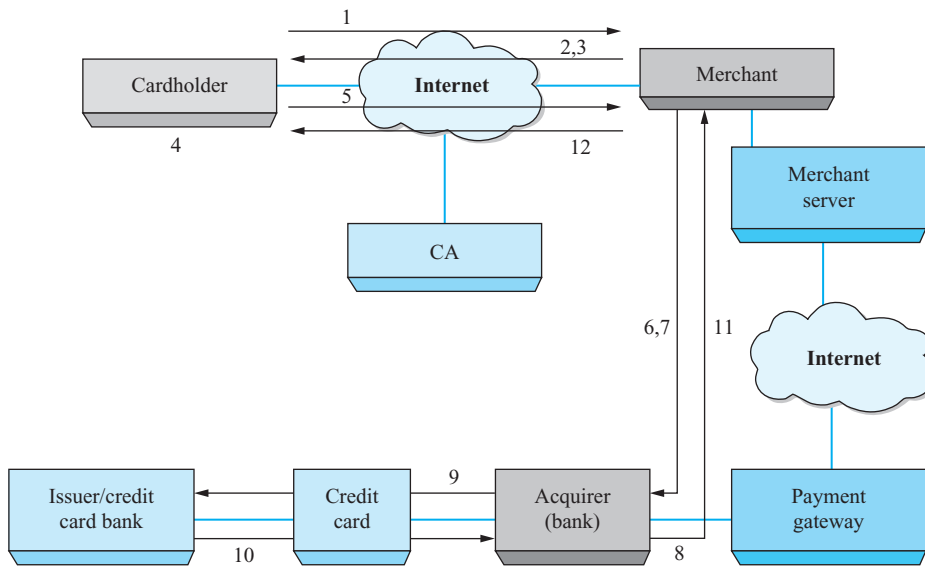 1
2,3
Cardholder
Internet
Merchant
5
4
12
Merchant
server
CA
6,7
11
Internet
9
Issuer/credit
card bank
Credit
card
Acquirer
(bank)
Payment
gateway
10
8